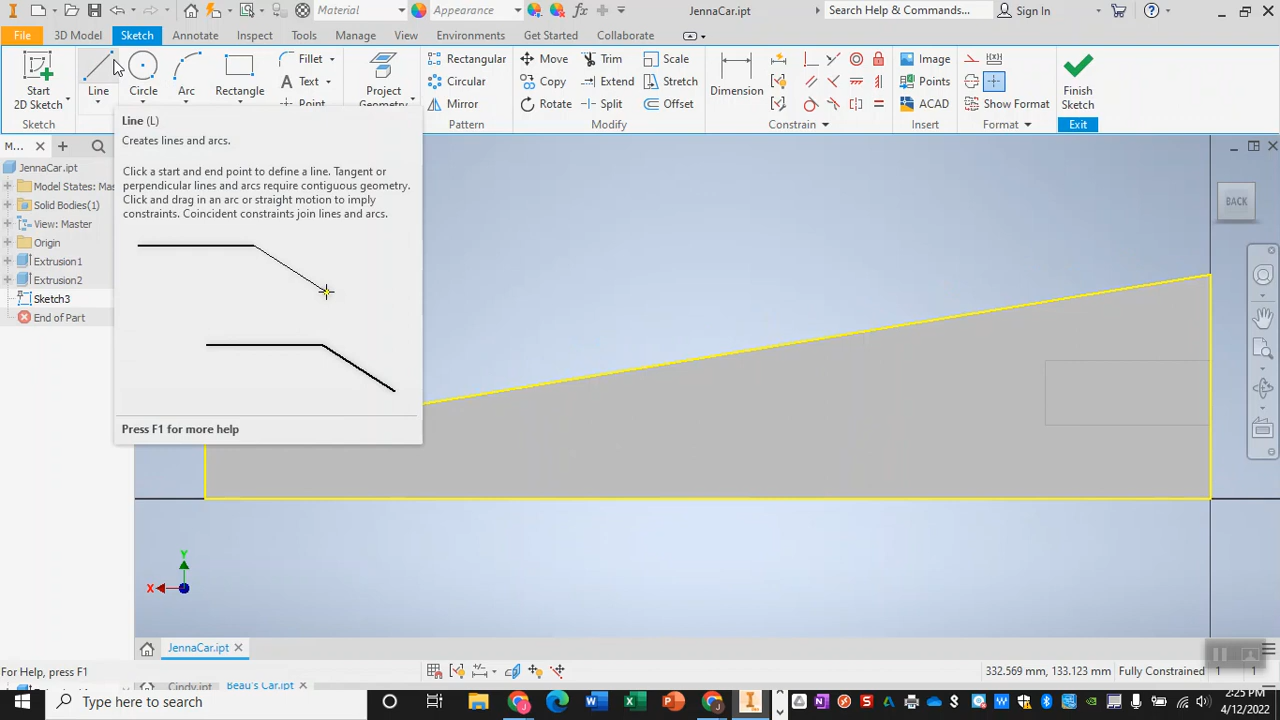 Material
Appearance
JennaCar.ipt
Search Help & Commands...
Sign In
File
3D Model
Sketch
Annotate
Inspect
Tools
Manage
View
Environments
Get Started
Collaborate
Start
2D Sketch
Line
Circle
Arc
Rectangle
Fillet
Text
Point
Project
Geometry
Rectangular
Circular
Mirror
Move
Copy
Rotate
Trim
Extend
Split
Scale
Stretch
Offset
Dimension
Image
Points
ACAD
Show Format
Finish
Sketch
Sketch
Pattern
Modify
Constrain
Insert
Format
Exit
M...
JennaCar.ipt
Model States: Mas
Solid Bodies(1)
View: Master
Origin
Extrusion1
Extrusion2
Sketch3
End of Part
Line (L)
Creates lines and arcs.
Click a start and end point to define a line. Tangent or
perpendicular lines and arcs require contiguous geometry.
Click and drag in an arc or straight motion to imply
constraints. Coincident constraints join lines and arcs.
Press F1 for more help
BACK
Y
X
JennaCar.ipt
For Help, press F1
332.569 mm, 133.123 mm
Fully Constrained
1
1
Cindy.ipt
Beau's Car.ipt
Type here to search
2:25 PM
4/12/2022